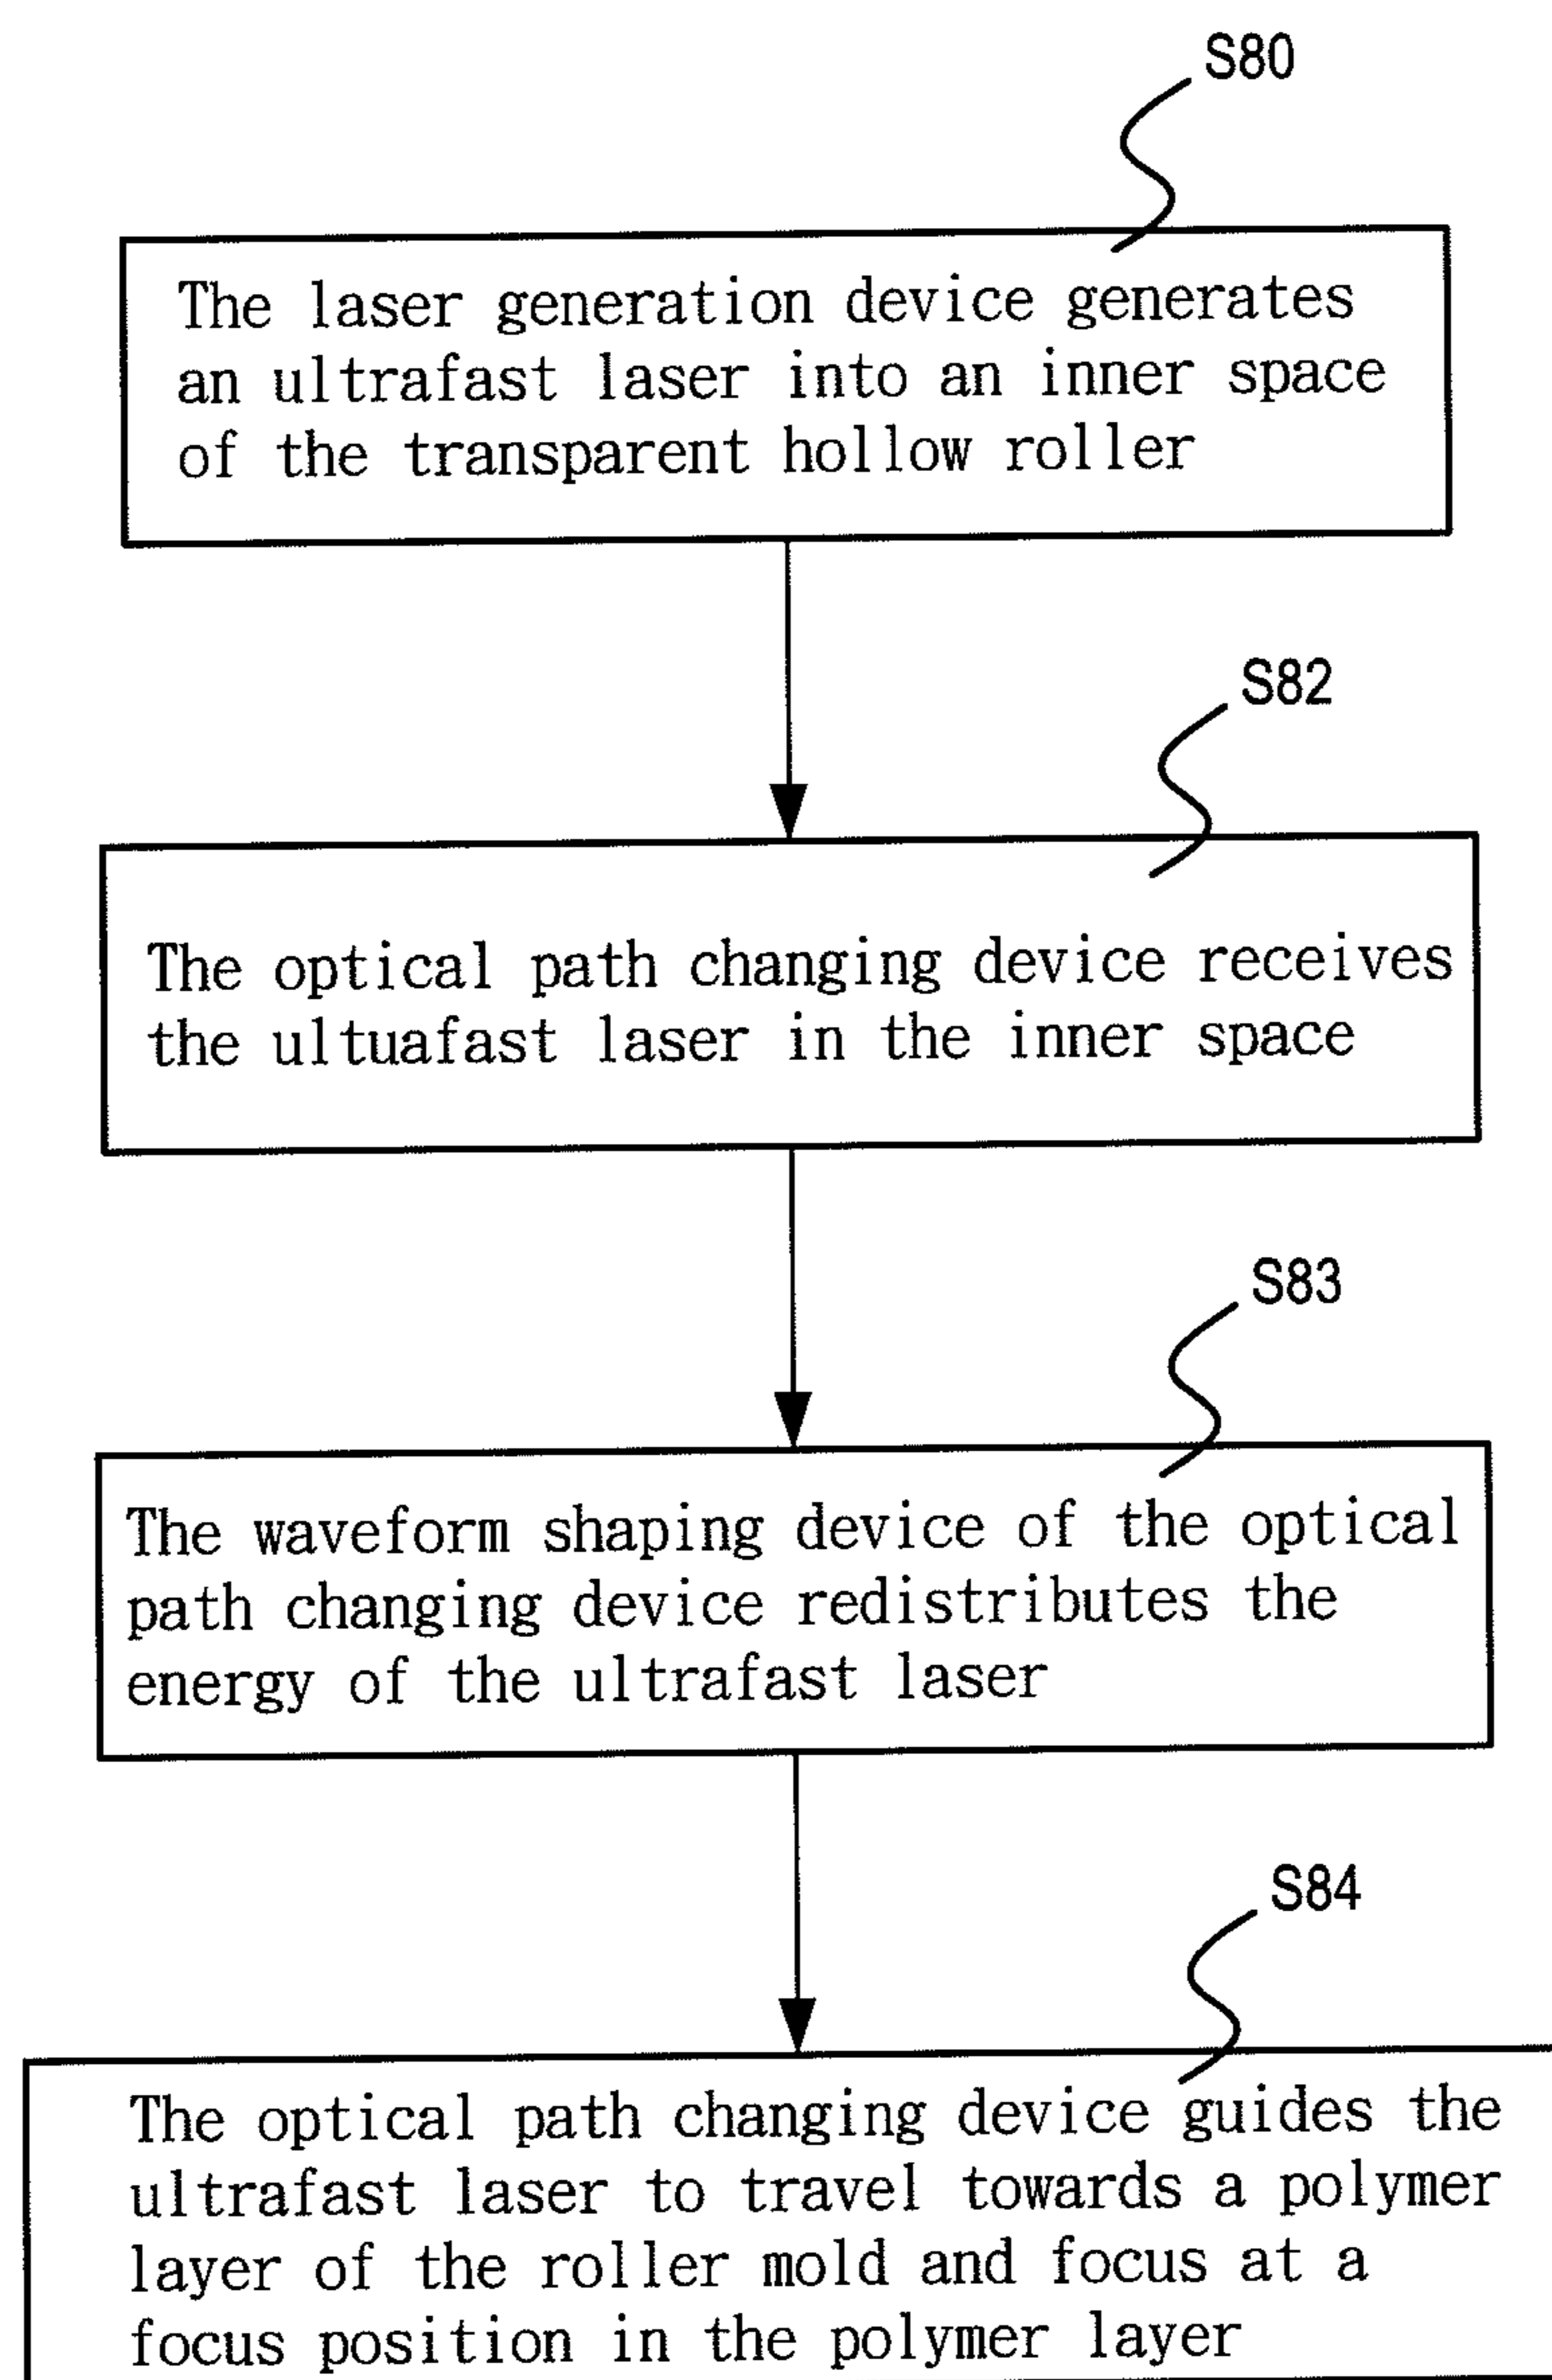 S80
The laser generation device generates
an ultrafast laser into an inner space
of the transparent hollow roller
S82
The optical path changing device receives
the ultuafast laser in the inner space
S83
The waveform shaping device of the optical
path changing device redistributes the
energy of the ultrafast laser
S84
The optical path changing device guides the
ultrafast laser to travel towards a polymer
layer of the roller mold and focus at a
focus position in the polymer layer